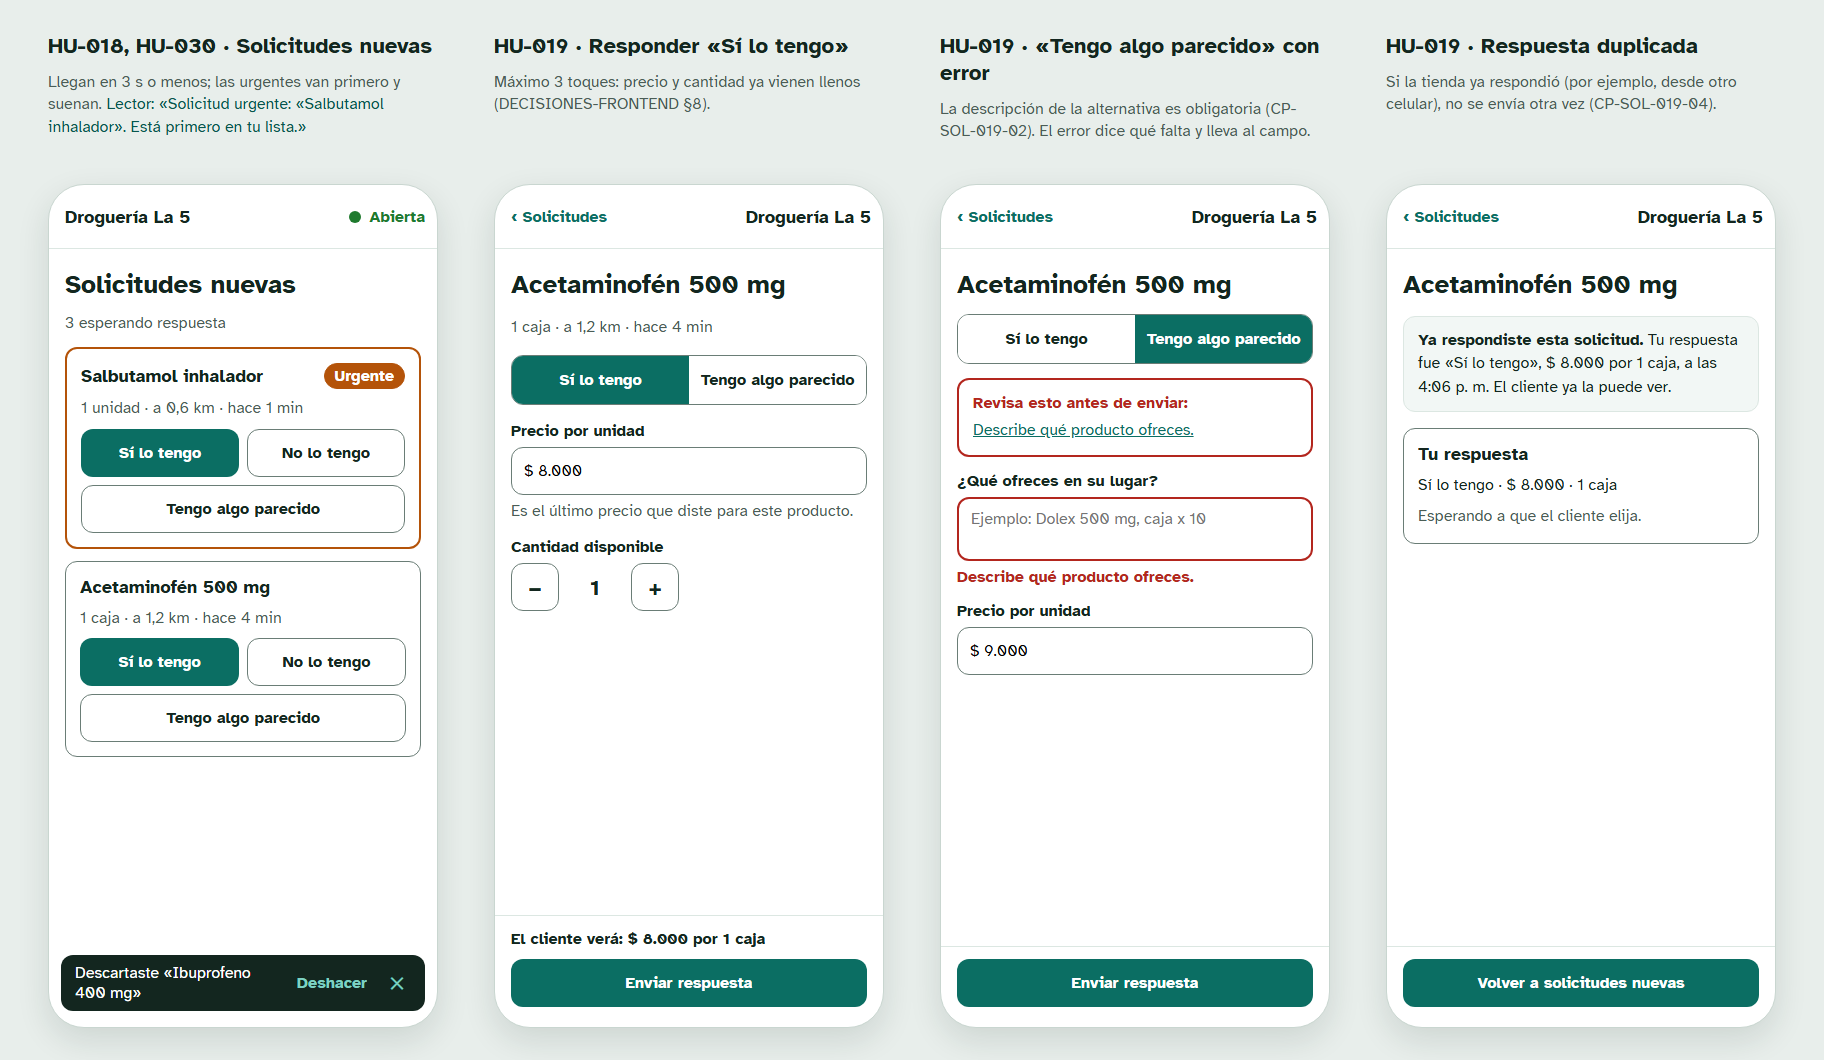 HU-018, HU-030 · Solicitudes nuevas
Llegan en 3 s o menos; las urgentes van primero y
suenan. Lector: «Solicitud urgente: «Salbutamol
inhalador». Está primero en tu lista.»
Droguería La 5
Abierta
Solicitudes nuevas
3 esperando respuesta
Salbutamol inhalador
Urgente
1 unidad · a 0,6 km · hace 1 min
Sí lo tengo
No lo tengo
Tengo algo parecido
Acetaminofén 500 mg
1 caja · a 1,2 km · hace 4 min
Sí lo tengo
No lo tengo
Tengo algo parecido
Descartaste «Ibuprofeno
400 mg»
Deshacer
×
HU-019 · Responder «Sí lo tengo»
Máximo 3 toques: precio y cantidad ya vienen llenos
(DECISIONES-FRONTEND §8).
‹ Solicitudes
Droguería La 5
Acetaminofén 500 mg
1 caja · a 1,2 km · hace 4 min
Sí lo tengo
Tengo algo parecido
Precio por unidad
$ 8.000
Es el último precio que diste para este producto.
Cantidad disponible
−
1
+
El cliente verá: $ 8.000 por 1 caja
Enviar respuesta
HU-019 · «Tengo algo parecido» con
error
La descripción de la alternativa es obligatoria (CP-
SOL-019-02). El error dice qué falta y lleva al campo.
‹ Solicitudes
Droguería La 5
Acetaminofén 500 mg
Sí lo tengo
Tengo algo parecido
Revisa esto antes de enviar:
Describe qué producto ofreces.
¿Qué ofreces en su lugar?
Ejemplo: Dolex 500 mg, caja x 10
Describe qué producto ofreces.
Precio por unidad
$ 9.000
Enviar respuesta
HU-019 · Respuesta duplicada
Si la tienda ya respondió (por ejemplo, desde otro
celular), no se envía otra vez (CP-SOL-019-04).
‹ Solicitudes
Droguería La 5
Acetaminofén 500 mg
Ya respondiste esta solicitud. Tu respuesta
fue «Sí lo tengo», $ 8.000 por 1 caja, a las
4:06 p. m. El cliente ya la puede ver.
Tu respuesta
Sí lo tengo · $ 8.000 · 1 caja
Esperando a que el cliente elija.
Volver a solicitudes nuevas